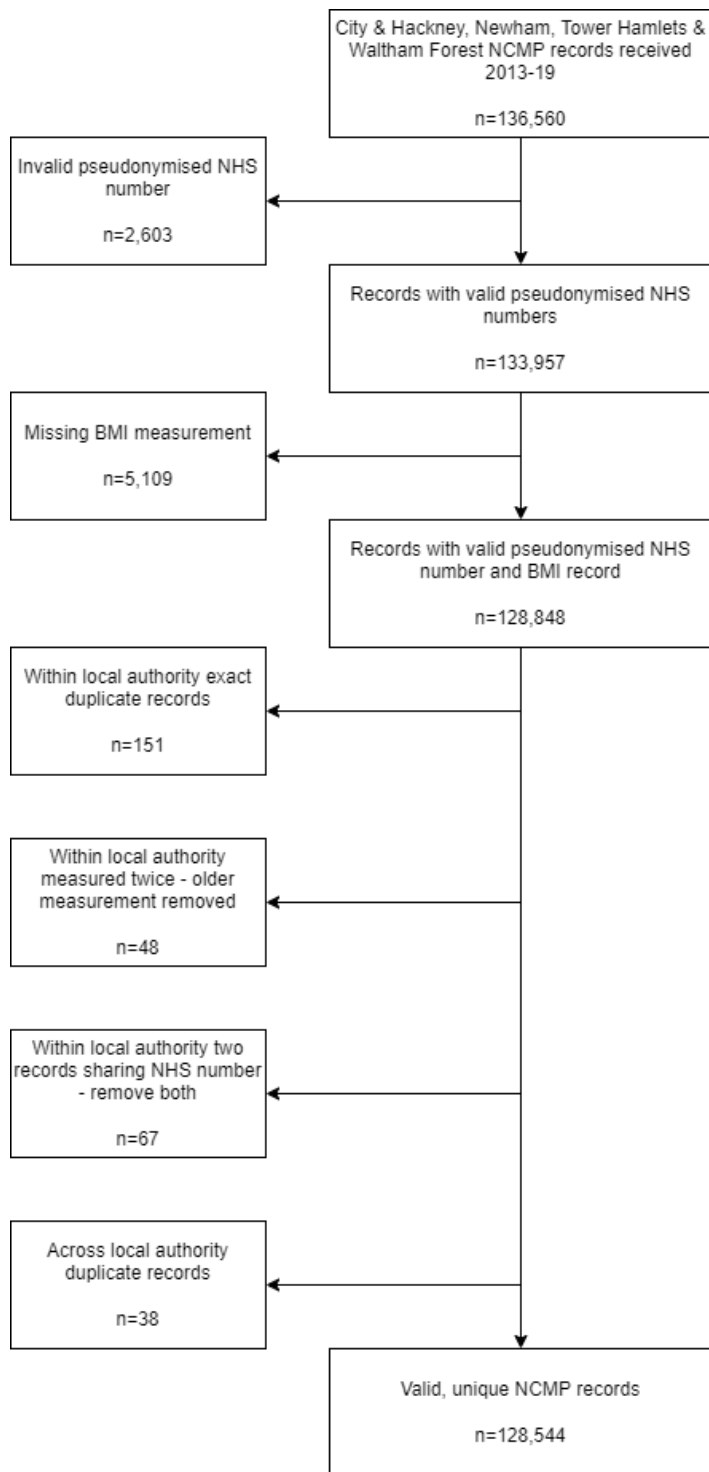 City & Hackney, Newham, Tower Hamlets &
Waltham Forest NCMP records received
2013-19
n=136,560
Invalid pseudonymised NHS
number
n=2,603
Records with valid pseudonymised NHS
numbers
n=133,957
Missing BMI measurement
n=5,109
Records with valid pseudonymised NHS
number and BMI record
n=128,848
Within local authority exact
duplicate records
n=151
Within local authority
measured twice - older
measurement removed
n=48
Within local authority two
records sharing NHS number
- remove both
n=67
Across local authority
duplicate records
n=38
Valid, unique NCMP records
n=128,544